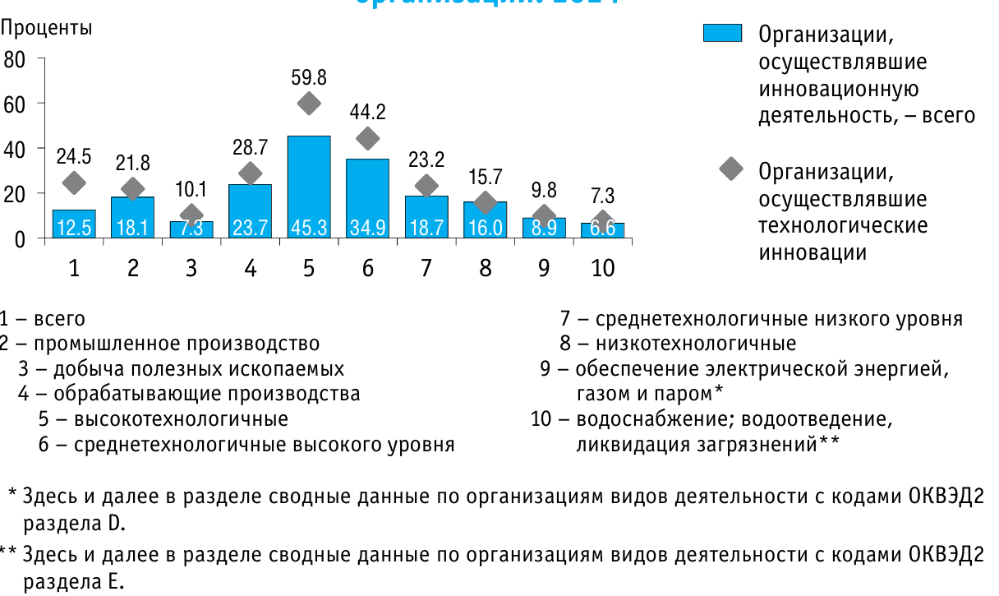 Проценты
80
60
40
20
0
24.5
21.8
10.1
28.7
59.8
44.2
23.2
15.7
9.8
7.3
12.5
18.1
7.3
23.7
45.3
34.9
18.7
16.0
8.9
6.6
1 2 3 4 5 6 7 8 9 10
Организации,
осуществлявшие
инновационную
деятельность, – всего
Организации,
осуществлявшие
технологические
инновации
1 – всего
2 – промышленное производство
3 – добыча полезных ископаемых
4 – обрабатывающие производства
5 – высокотехнологичные
6 – среднетехнологичные высокого уровня
7 – среднетехнологичные низкого уровня
8 – низкотехнологичные
9 – обеспечение электрической энергией,
газом и паром*
10 – водоснабжение; водоотведение,
ликвидация загрязнений**
* Здесь и далее в разделе сводные данные по организациям видов деятельности с кодами ОКВЭД2
раздела D.
** Здесь и далее в разделе сводные данные по организациям видов деятельности с кодами ОКВЭД2
раздела E.